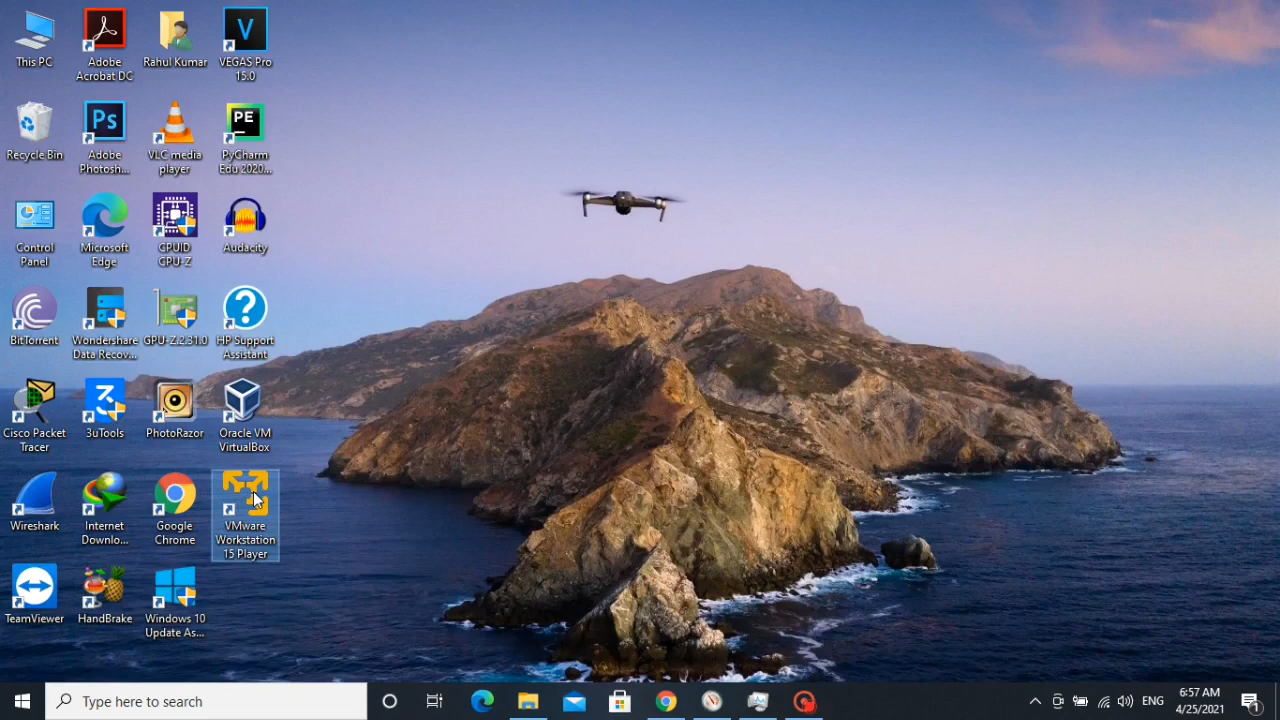 This PC
Adobe
Acrobat DC
Rahul Kumar
V
VEGAS Pro
15.0
Recycle Bin
Ps
Adobe
Photosh...
VLC media
player
PE
PyCharm
Edu 2020...
Control
Panel
Microsoft
Edge
CPUID
CPU-Z
Audacity
BitTorrent
Wondershare
Data Recov...
GPU-Z.2.31.0
?
HP Support
Assistant
Cisco Packet
Tracer
3uTools
PhotoRazor
Oracle VM
VirtualBox
Wireshark
Internet
Downlo...
Google
Chrome
VMware
Workstation
15 Player
TeamViewer
HandBrake
Windows 10
Update As...
Type here to search
ENG
6:57 AM
4/25/2021
1